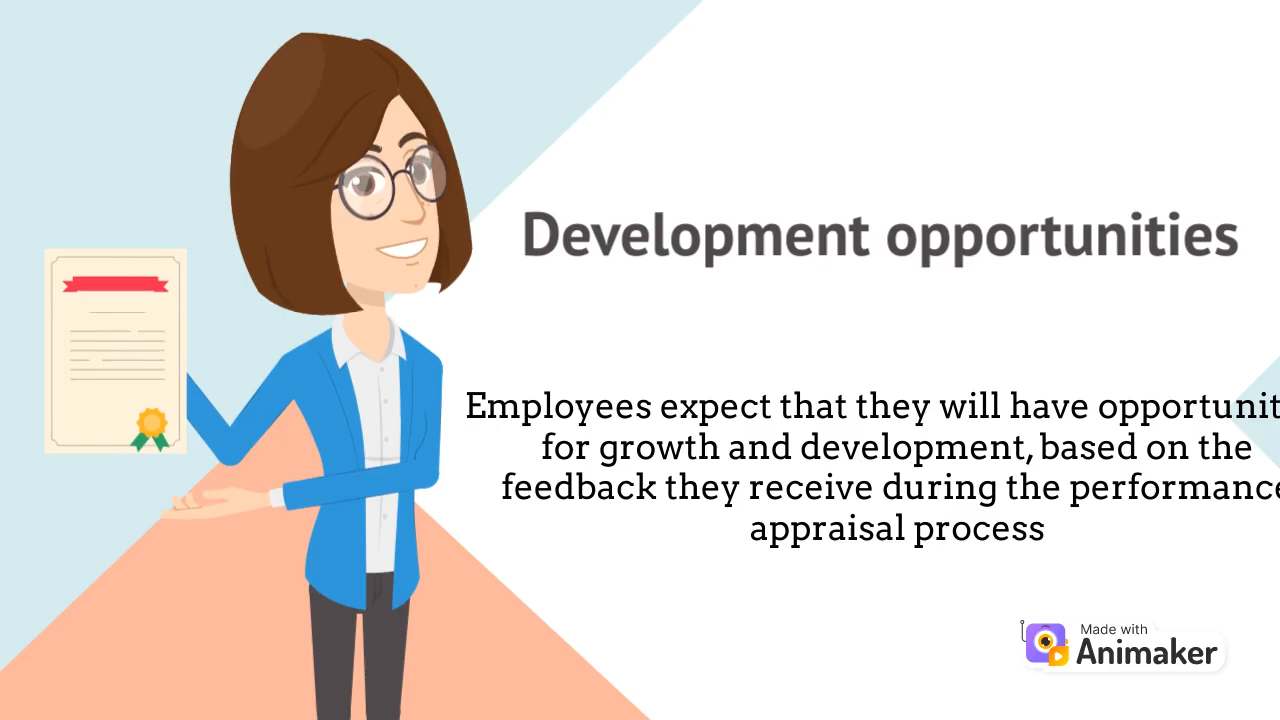 Development opportunities
Employees expect that they will have opportunit
for growth and development, based on the
feedback they receive during the performance
appraisal process
Made with
Animaker